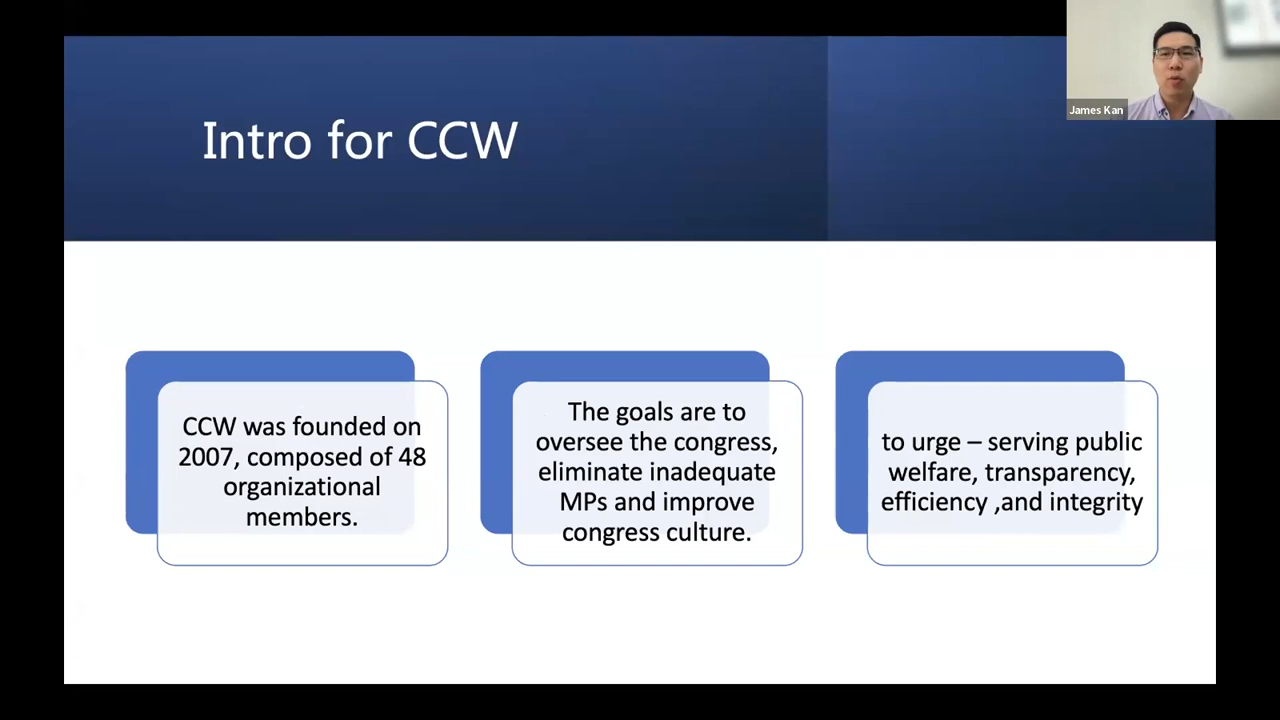 James Kan
Intro for CCW
CCW was founded on
2007, composed of 48
organizational
members.
The goals are to
oversee the congress,
eliminate inadequate
MPs and improve
congress culture.
to urge – serving public
welfare, transparency,
efficiency ,and integrity